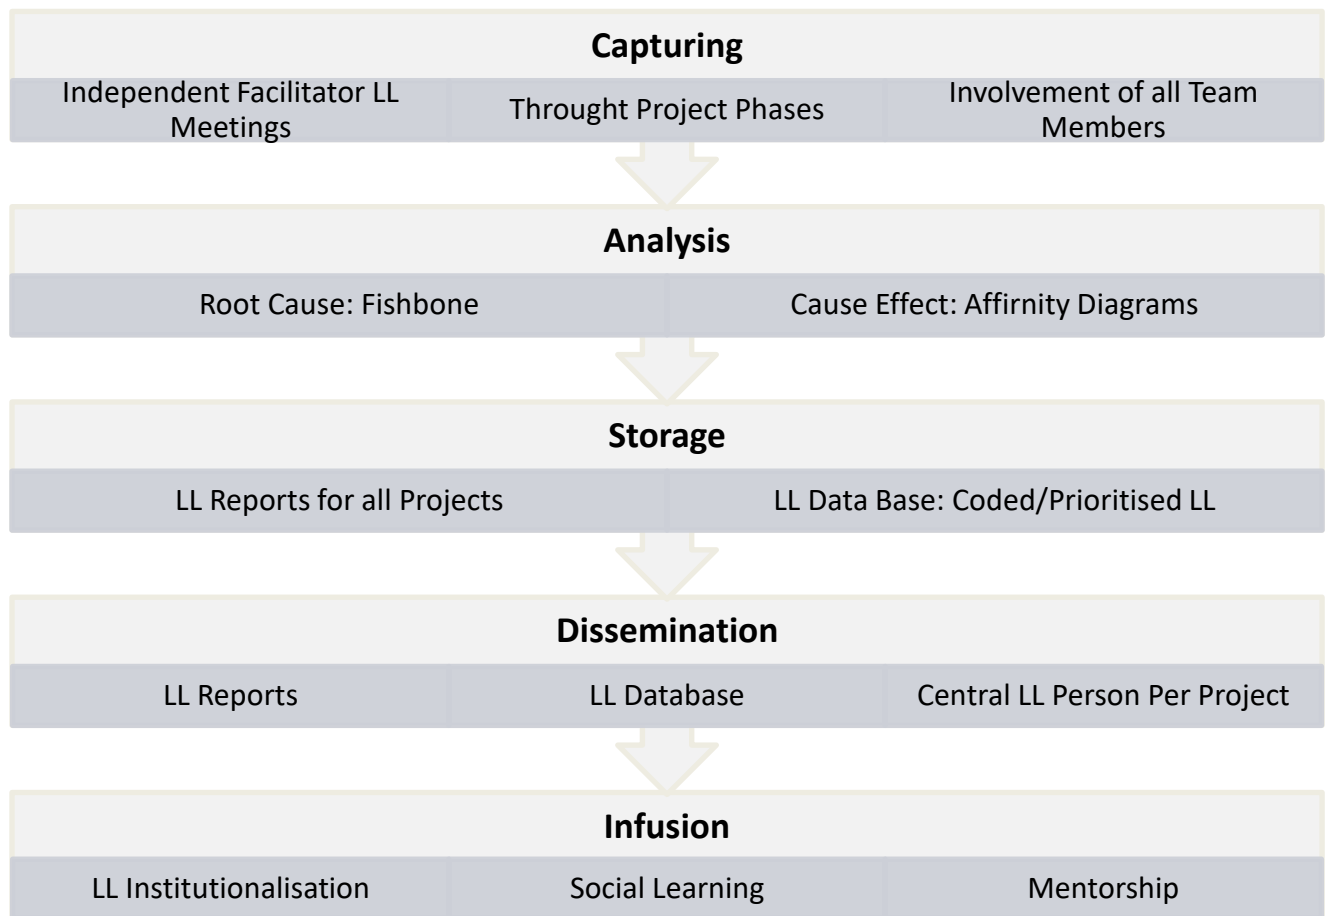 Capturing
Independent Facilitator LL
Meetings
Throught Project Phases
Involvement of all Team
Members
Analysis
Root Cause: Fishbone
Cause Effect: Affirnity Diagrams
Storage
LL Reports for all Projects
LL Data Base: Coded/Prioritised LL
Dissemination
LL Reports
LL Database
Central LL Person Per Project
Infusion
LL Institutionalisation
Social Learning
Mentorship